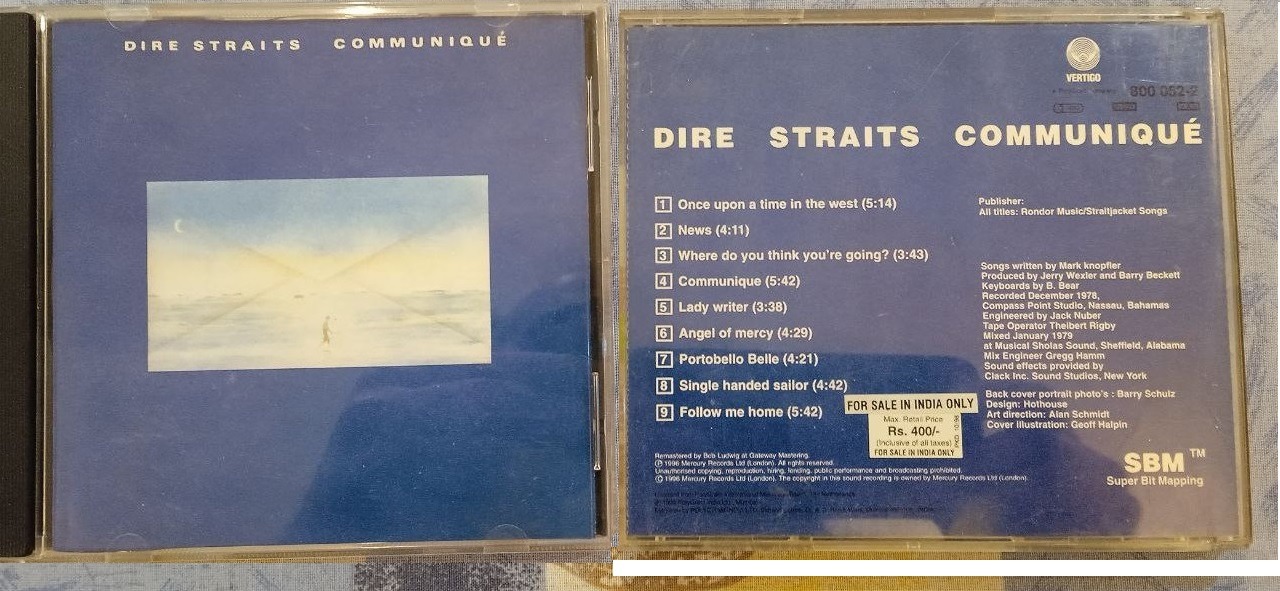 DIRE STRAITS COMMUNIQUÉ
VERTIGO
800 052-2
DIRE STRAITS COMMUNIQUÉ
1 Once upon a time in the west (5:14)
2 News (4:11)
3 Where do you think you're going? (3:43)
4 Communique (5:42)
5 Lady writer (3:38)
6 Angel of mercy (4:29)
7 Portobello Belle (4:21)
8 Single handed sailor (4:42)
9 Follow me home (5:42)
Publisher:
All titles: Rondor Music/Straitjacket Songs
Songs written by Mark knopfler
Produced by Jerry Wexler and Barry Beckett
Keyboards by B. Bear
Recorded December 1978,
Compass Point Studio, Nassau, Bahamas
Engineered by Jack Nuber
Tape Operator Thelbert Rigby
Mixed January 1979
at Musical Sholas Sound, Sheffield, Alabama
Mix Engineer Gregg Hamm
Sound effects provided by
Clack Inc. Sound Studios, New York
Back cover portrait photo's : Barry Schulz
Design: Hothouse
Art direction: Alan Schmidt
Cover Illustration: Geoff Halpin
FOR SALE IN INDIA ONLY
Max. Retail Price
Rs. 400/-
(Inclusive of all taxes)
FOR SALE IN INDIA ONLY
Remastered by Bob Ludwig at Gateway Mastering.
℗ 1996 Mercury Records Ltd (London). All rights reserved.
Unauthorised copying, reproduction, hiring, lending, public performance and broadcasting prohibited.
© 1996 Mercury Records Ltd (London). The copyright in this sound recording is owned by Mercury Records Ltd (London).
SBM TM
Super Bit Mapping